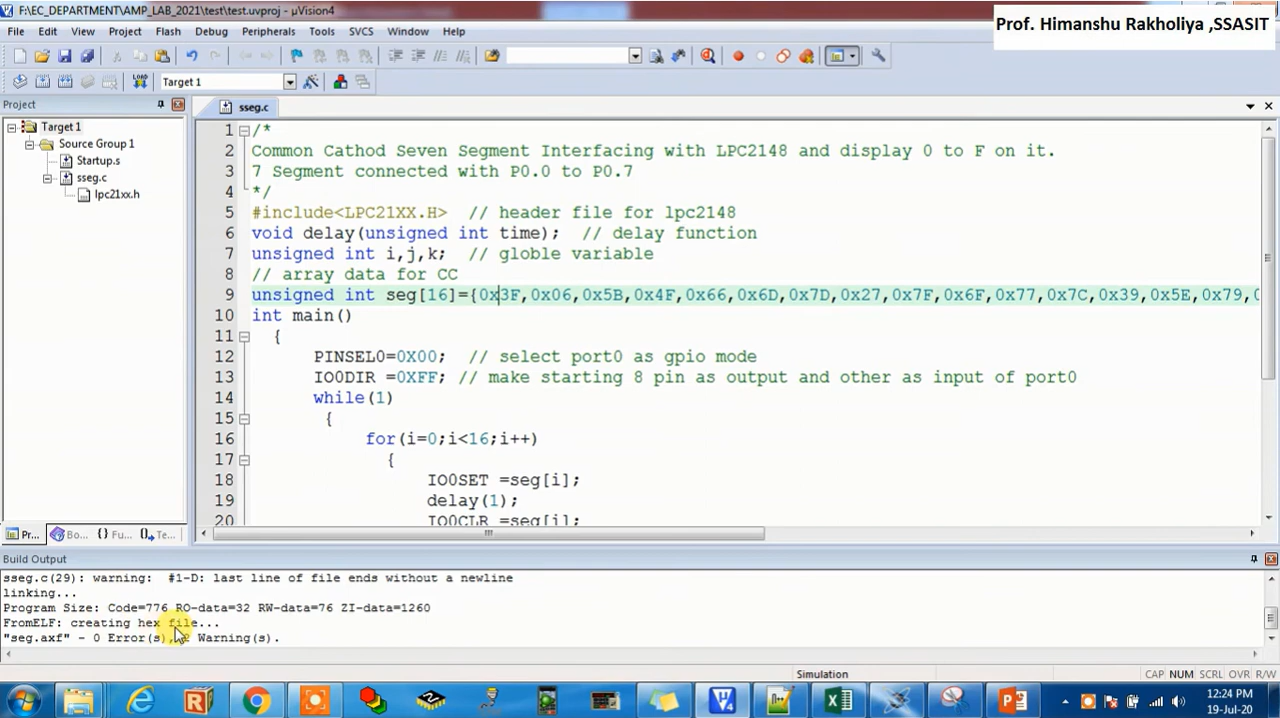 F:\EC_DEPARTMENT\AMP_LAB_2021\test\test.uvproj - µVision4
Prof. Himanshu Rakholiya ,SSASIT
File Edit View Project Flash Debug Peripherals Tools SVCS Window Help
LOAD Target 1
Project
sseg.c
Target 1
Source Group 1
Startup.s
sseg.c
lpc21xx.h
1 /*
2 Common Cathod Seven Segment Interfacing with LPC2148 and display 0 to F on it.
3 7 Segment connected with P0.0 to P0.7
4 */
5 #include<LPC21XX.H> // header file for lpc2148
6 void delay(unsigned int time); // delay function
7 unsigned int i,j,k; // globle variable
8 // array data for CC
9 unsigned int seg[16]={0x3F,0x06,0x5B,0x4F,0x66,0x6D,0x7D,0x27,0x7F,0x6F,0x77,0x7C,0x39,0x5E,0x79,
10 int main()
11 {
12 PINSEL0=0X00; // select port0 as gpio mode
13 IO0DIR =0XFF; // make starting 8 pin as output and other as input of port0
14 while(1)
15 {
16 for(i=0;i<16;i++)
17 {
18 IO0SET =seg[i];
19 delay(1);
20 IO0CLR =seg[i];
Pr... Bo... {} Fu... Te...
Build Output
sseg.c(29): warning: #1-D: last line of file ends without a newline
linking...
Program Size: Code=776 RO-data=32 RW-data=76 ZI-data=1260
FromELF: creating hex file...
"seg.axf" - 0 Error(s), Warning(s).
Simulation
CAP NUM SCRL OVR R/W
12:24 PM
19-Jul-20